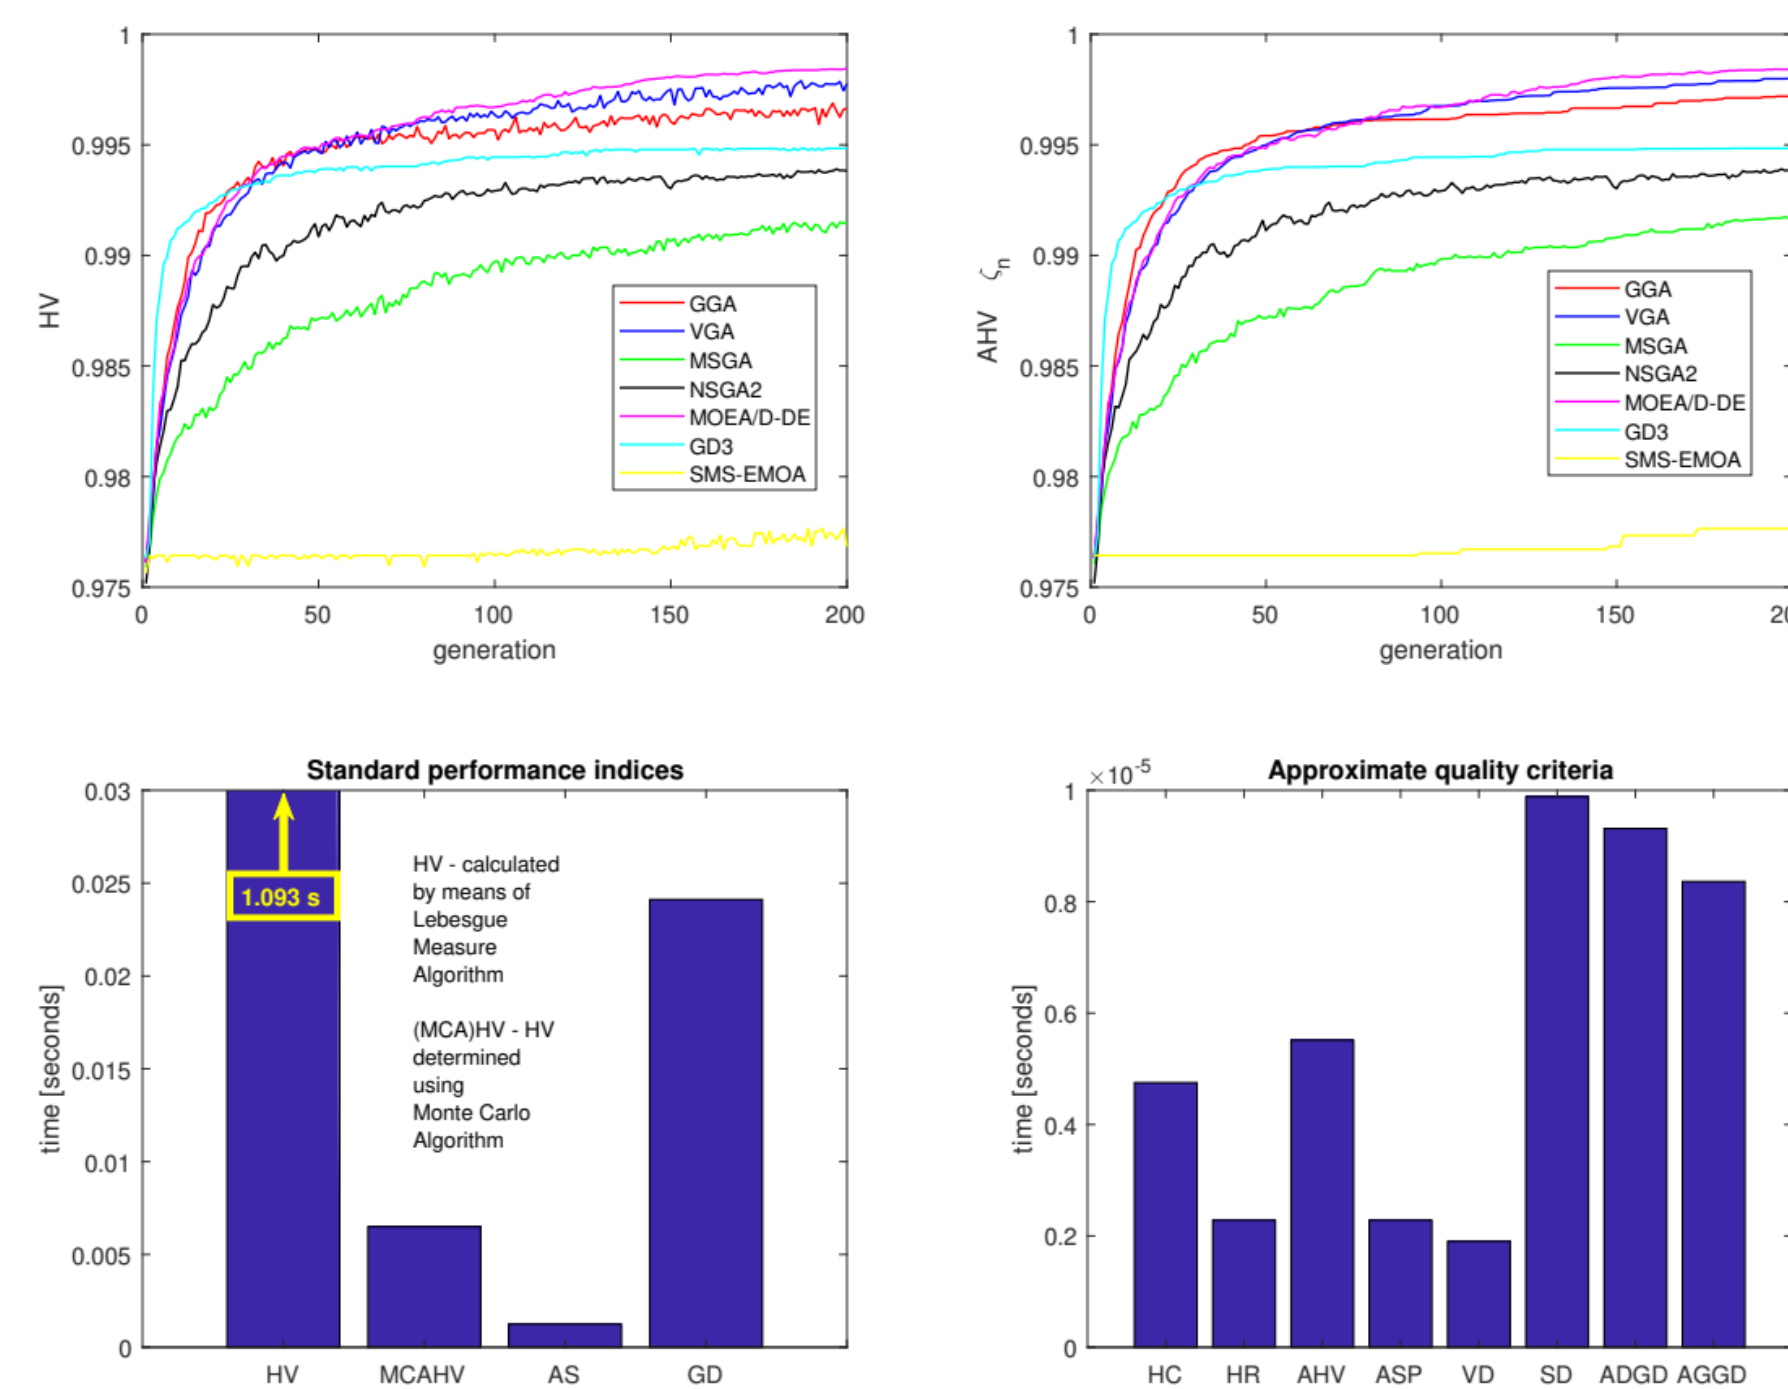 1
0.995
0.99
0.985
0.98
0.975
0
50
100
150
200
HV
generation
GGA
VGA
MSGA
NSGA2
MOEA/D-DE
GD3
SMS-EMOA
1
0.995
0.99
0.985
0.98
0.975
0
50
100
150
AHV ζn
generation
GGA
VGA
MSGA
NSGA2
MOEA/D-DE
GD3
SMS-EMOA
Standard performance indices
0.03
0.025
0.02
0.015
0.01
0.005
0
time [seconds]
1.093 s
HV - calculated
by means of
Lebesgue
Measure
Algorithm
(MCA)HV - HV
determined
using
Monte Carlo
Algorithm
HV MCAHV AS GD
Approximate quality criteria
×10-5
1
0.8
0.6
0.4
0.2
0
time [seconds]
HC HR AHV ASP VD SD ADGD AGGD